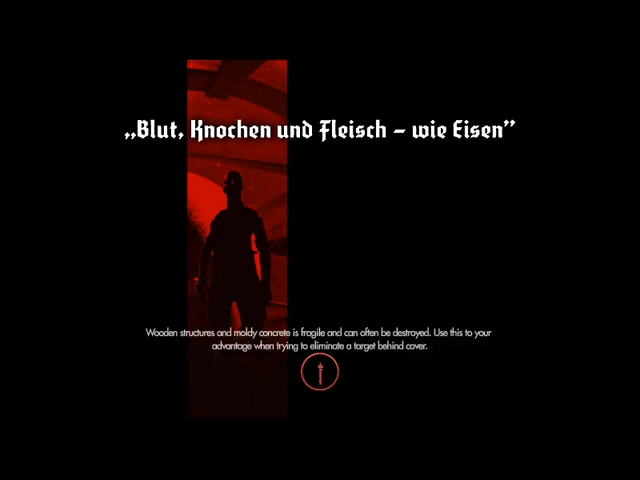 „Blut, Knochen und Fleisch – wie Eisen”
Wooden structures and moldy concrete is fragile and can often be destroyed. Use this to your
advantage when trying to eliminate a target behind cover.